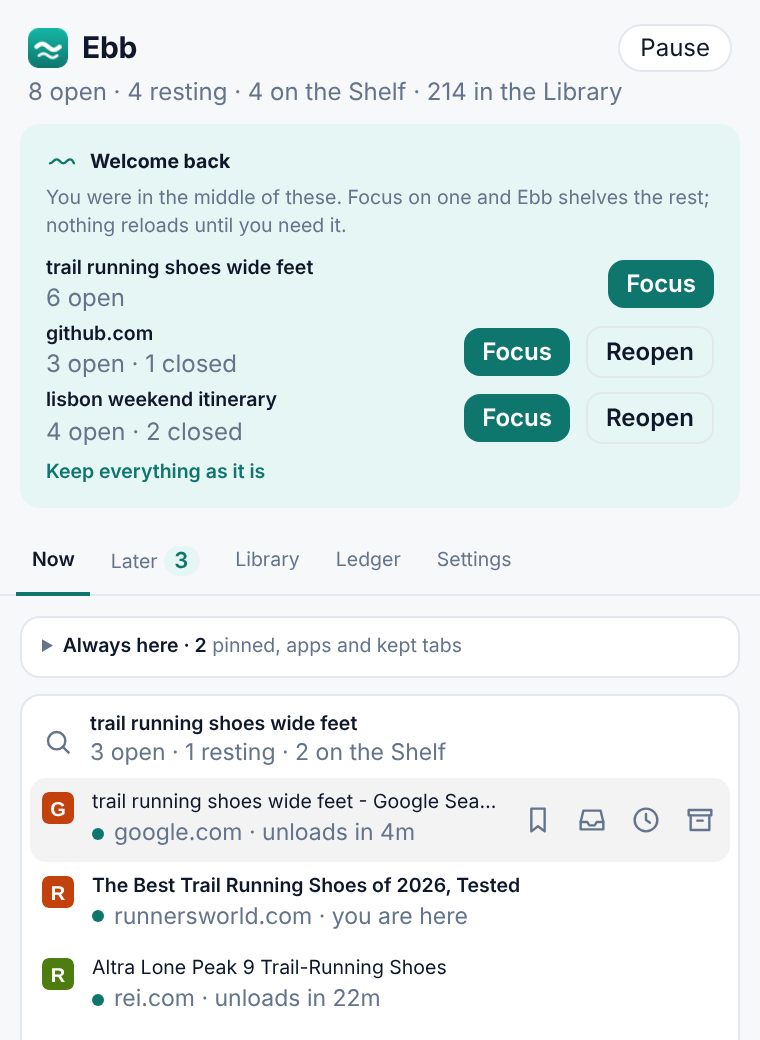 Ebb
Pause
8 open · 4 resting · 4 on the Shelf · 214 in the Library
Welcome back
You were in the middle of these. Focus on one and Ebb shelves the rest;
nothing reloads until you need it.
trail running shoes wide feet
6 open
Focus
github.com
3 open · 1 closed
Focus
Reopen
lisbon weekend itinerary
4 open · 2 closed
Focus
Reopen
Keep everything as it is
Now
Later 3
Library
Ledger
Settings
Always here · 2 pinned, apps and kept tabs
trail running shoes wide feet
3 open · 1 resting · 2 on the Shelf
G
trail running shoes wide feet - Google Sea...
google.com · unloads in 4m
R
The Best Trail Running Shoes of 2026, Tested
runnersworld.com · you are here
R
Altra Lone Peak 9 Trail-Running Shoes
rei.com · unloads in 22m